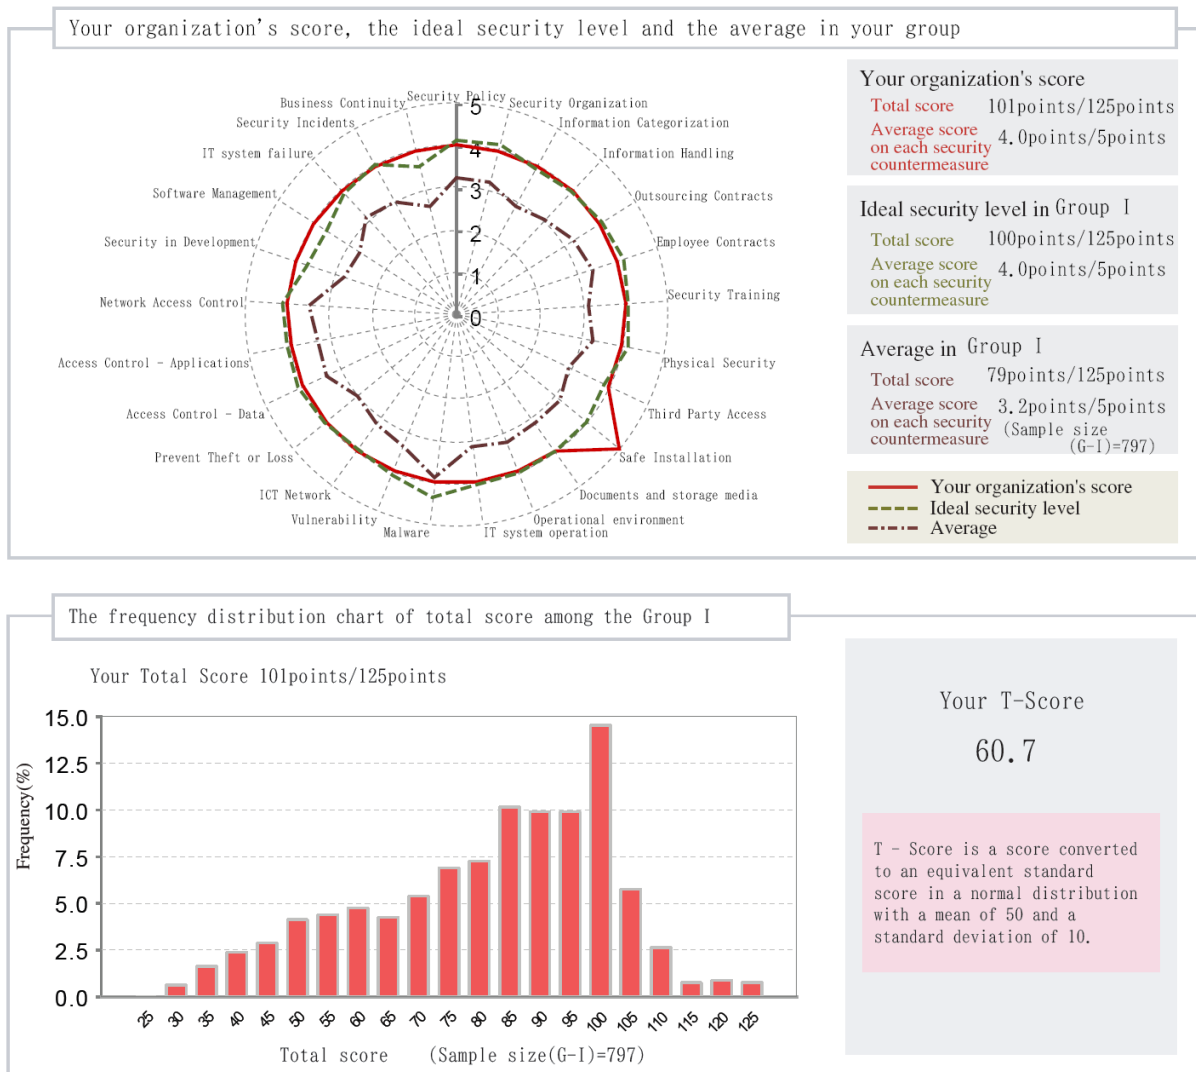 Your organization's score, the ideal security level and the average in your group
Security Policy
Security Organization
Information Categorization
Information Handling
Outsourcing Contracts
Employee Contracts
Security Training
Physical Security
Third Party Access
Safe Installation
Documents and storage media
Operational environment
IT system operation
Malware
Vulnerability
ICT Network
Prevent Theft or Loss
Access Control - Data
Access Control - Applications
Network Access Control
Security in Development
Software Management
IT system failure
Security Incidents
Business Continuity
5
4
3
2
1
0
Your organization's score
Total score 101points/125points
Average score
on each security
countermeasure
4.0points/5points
Ideal security level in Group I
Total score 100points/125points
Average score
on each security
countermeasure
4.0points/5points
Average in Group I
Total score 79points/125points
Average score
on each security
countermeasure
3.2points/5points
(Sample size
(G-I)=797)
Your organization's score
Ideal security level
Average
The frequency distribution chart of total score among the Group I
Your Total Score 101points/125points
Frequency(%)
15.0
12.5
10.0
7.5
5.0
2.5
0.0
25 30 35 40 45 50 55 60 65 70 75 80 85 90 95 100 105 110 115 120 125
Total score (Sample size(G-I)=797)
Your T-Score
60.7
T - Score is a score converted
to an equivalent standard
score in a normal distribution
with a mean of 50 and a
standard deviation of 10.